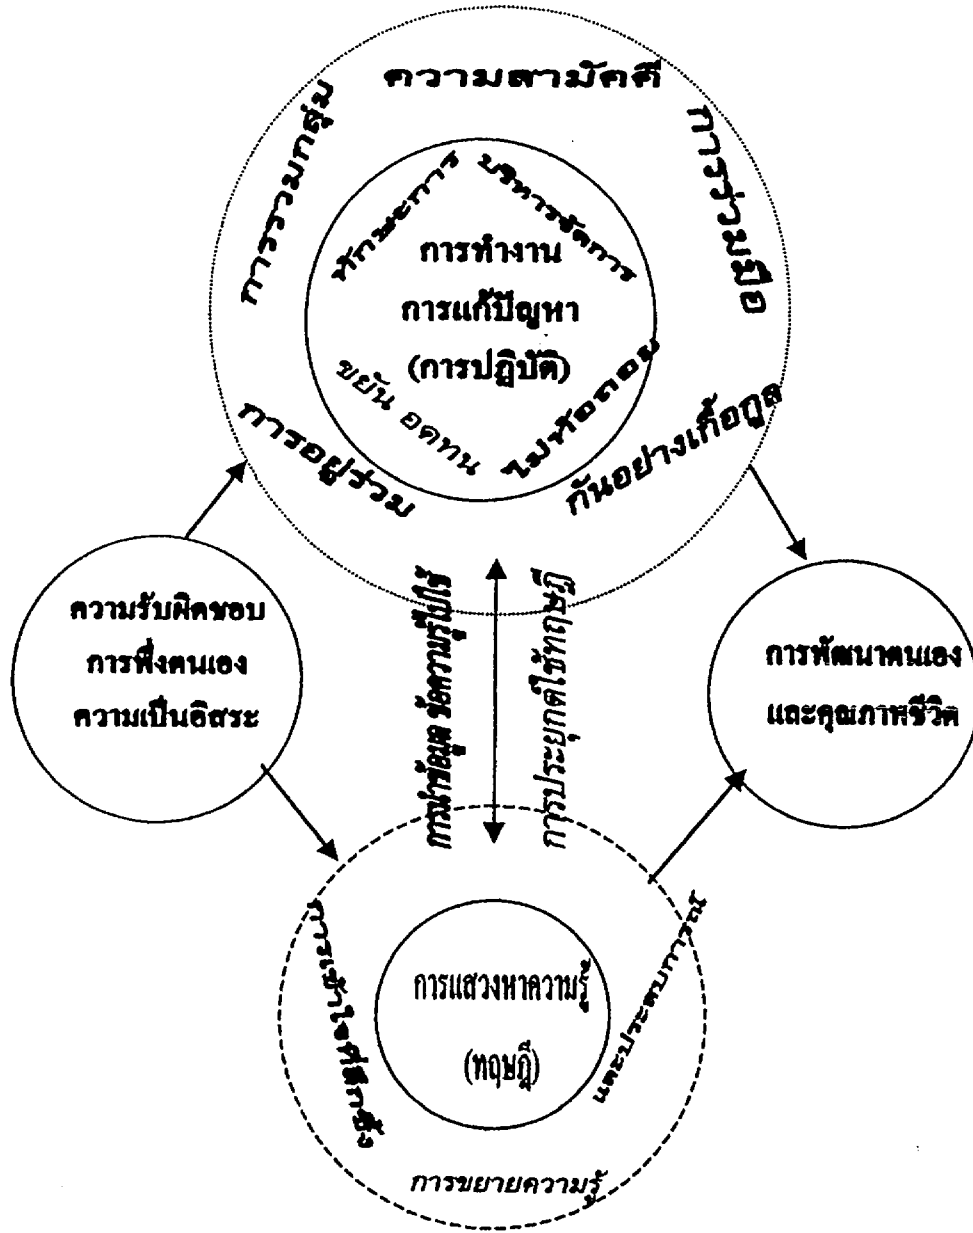 ความสามัคคี
การรวมกลุ่ม
การร่วมมือ
ทักษะการ
บริหารจัดการ
การทำงาน
การแก้ปัญหา
(การปฏิบัติ)
ขยัน อดทน
ไม่ท้อถอย
การอยู่ร่วม
กันอย่างเกื้อกูล
ความรับผิดชอบ
การพึ่งตนเอง
ความเป็นอิสระ
การนำข้อมูล ข้อความรู้ไปใช้
การประยุกต์ใช้ทฤษฎี
การพัฒนาตนเอง
และคุณภาพชีวิต
การเข้าใจที่ลึกซึ้ง
การแสวงหาความรู้
(ทฤษฎี)
และประสบการณ์
การขยายความรู้